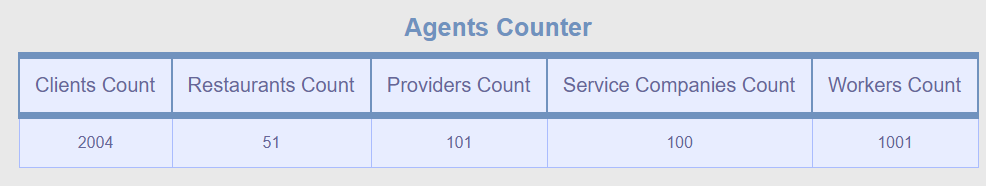 Agents Counter
Clients Count Restaurants Count Providers Count Service Companies Count Workers Count
2004 51 101 100 1001